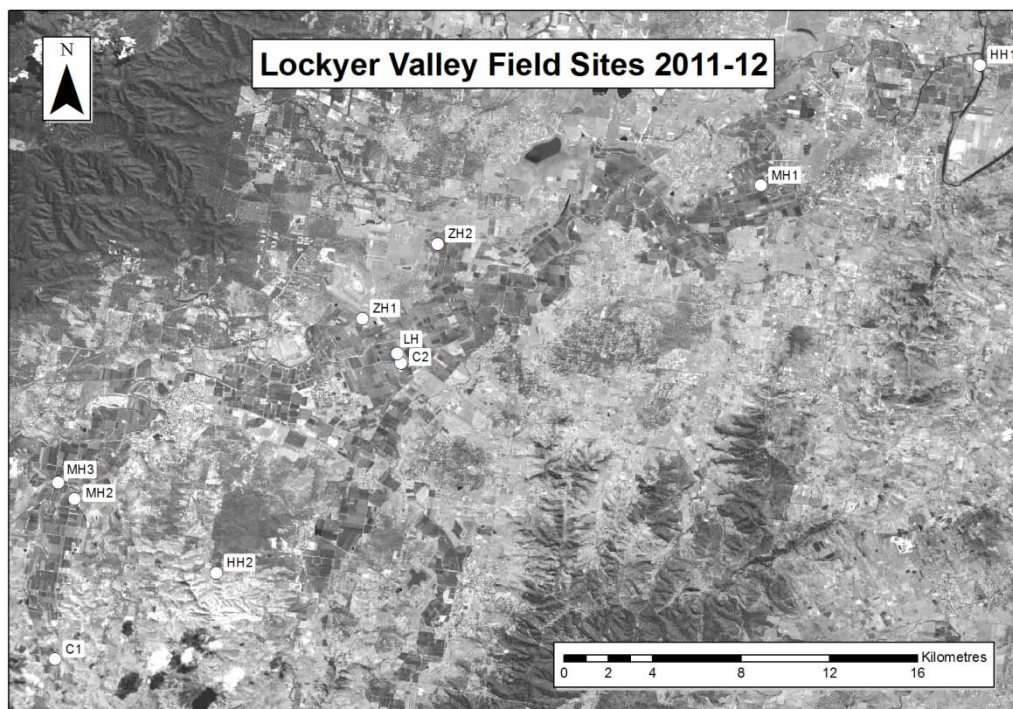 N
Lockyer Valley Field Sites 2011-12
HH1
MH1
ZH2
ZH1
LH
C2
MH3
MH2
HH2
C1
Kilometres
0 2 4 8 12 16